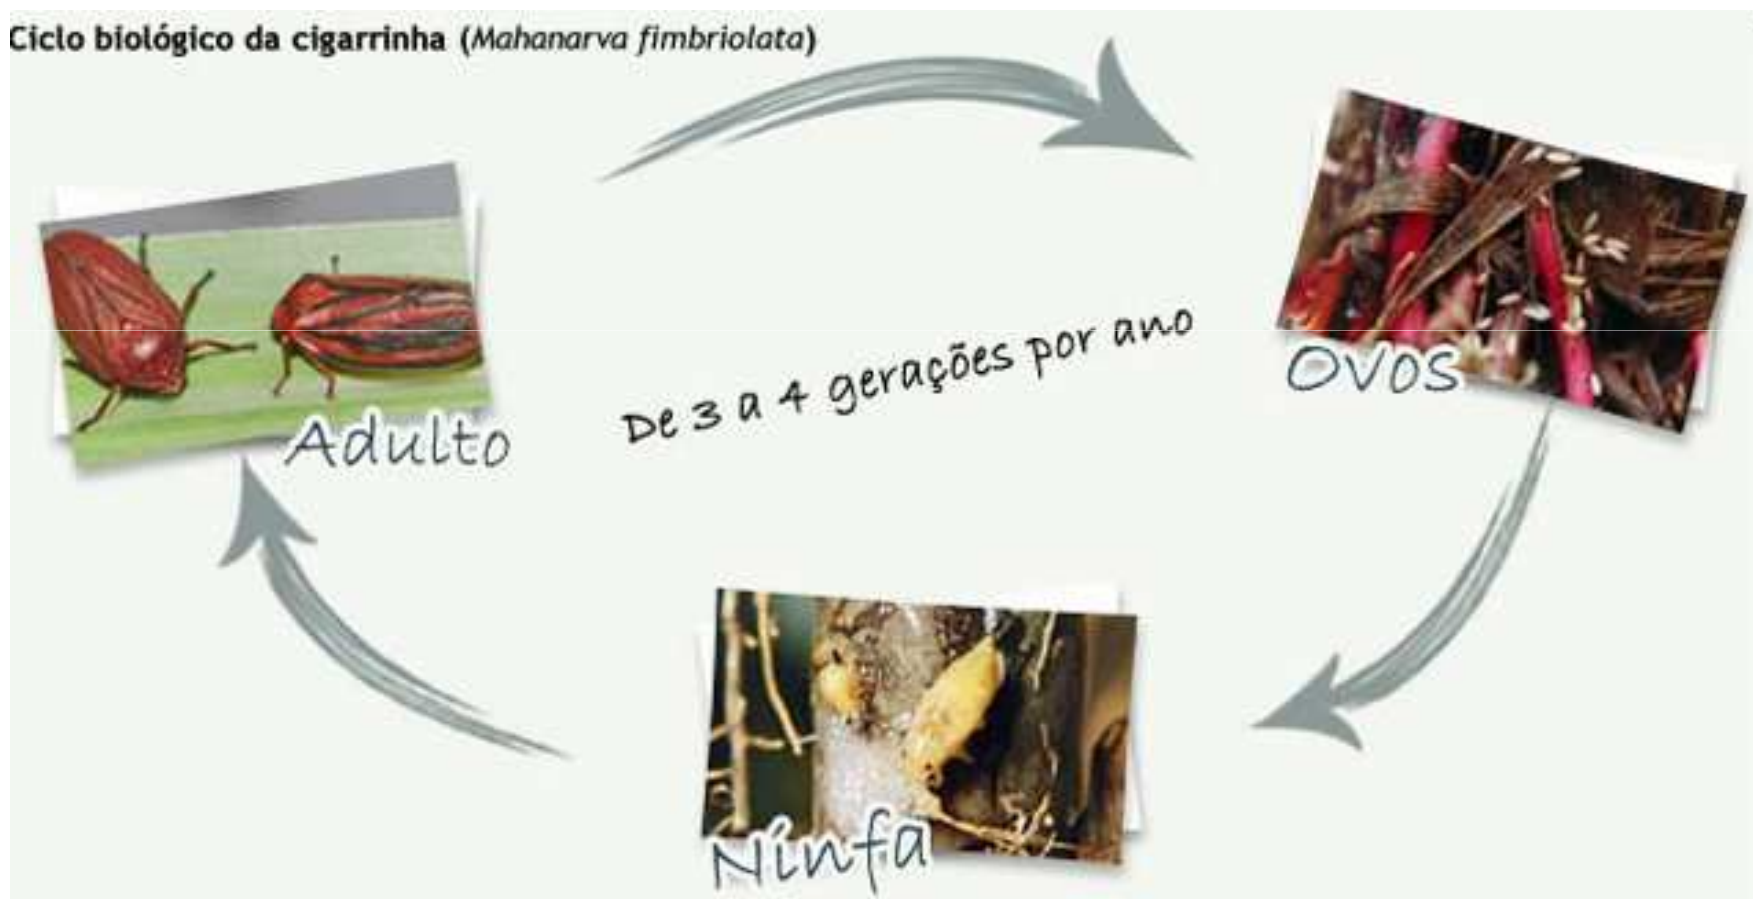 Ciclo biológico da cigarrinha (Mahanarva fimbriolata)
Ovos
De 3 a 4 gerações por ano
Adulto
Ninfa